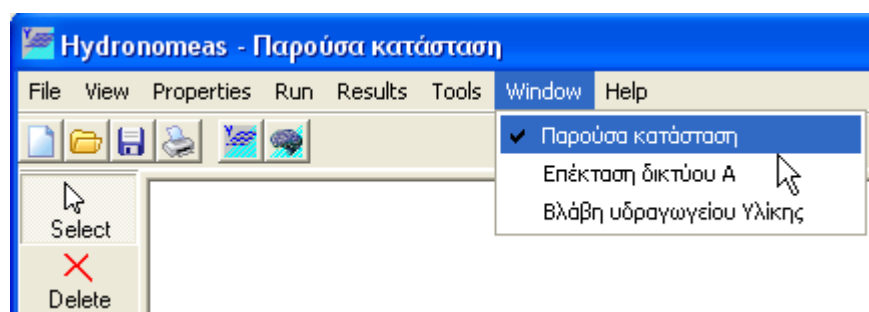 Hydronomeas - Παρούσα κατάσταση
File View Properties Run Results Tools Window Help
Παρούσα κατάσταση
Επέκταση δικτύου Α
Βλάβη υδραγωγείου Υλίκης
Select
Delete